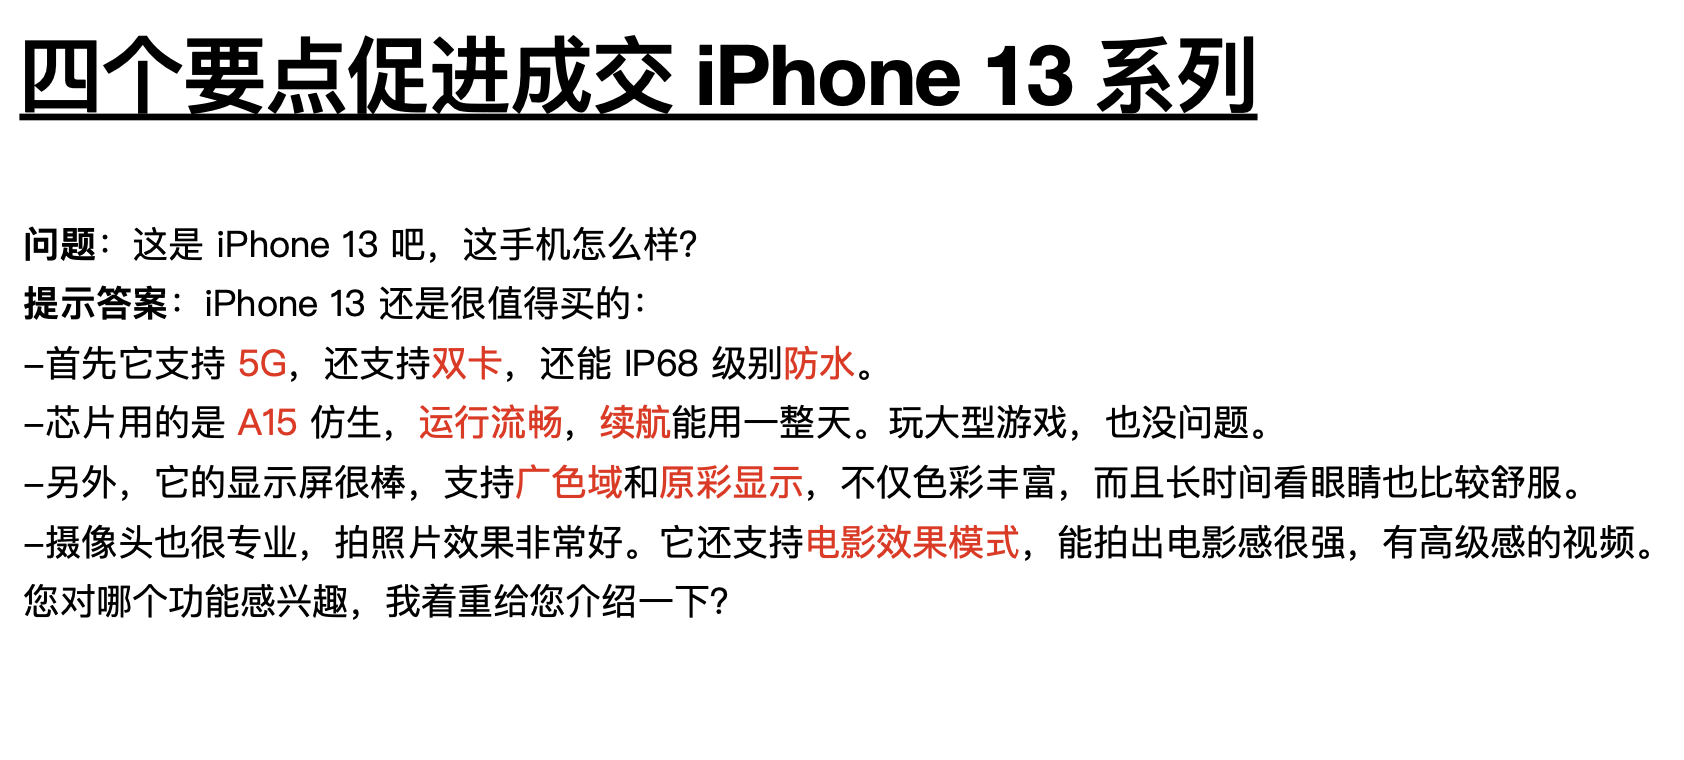 四个要点促进成交 iPhone 13 系列
问题：这是 iPhone 13 吧，这手机怎么样？
提示答案：iPhone 13 还是很值得买的：
–首先它支持 5G，还支持双卡，还能 IP68 级别防水。
–芯片用的是 A15 仿生，运行流畅，续航能用一整天。玩大型游戏，也没问题。
–另外，它的显示屏很棒，支持广色域和原彩显示，不仅色彩丰富，而且长时间看眼睛也比较舒服。
–摄像头也很专业，拍照片效果非常好。它还支持电影效果模式，能拍出电影感很强，有高级感的视频。
您对哪个功能感兴趣，我着重给您介绍一下？